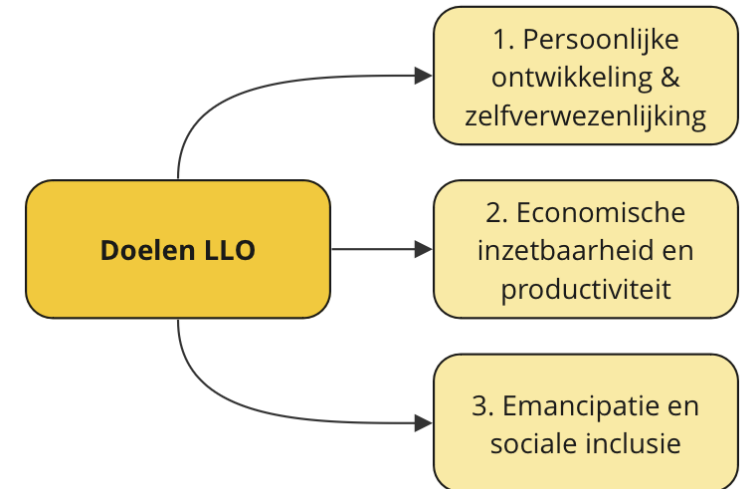 1. Persoonlijke
ontwikkeling &
zelfverwezenlijking
Doelen LLO
2. Economische
inzetbaarheid en
productiviteit
3. Emancipatie en
sociale inclusie